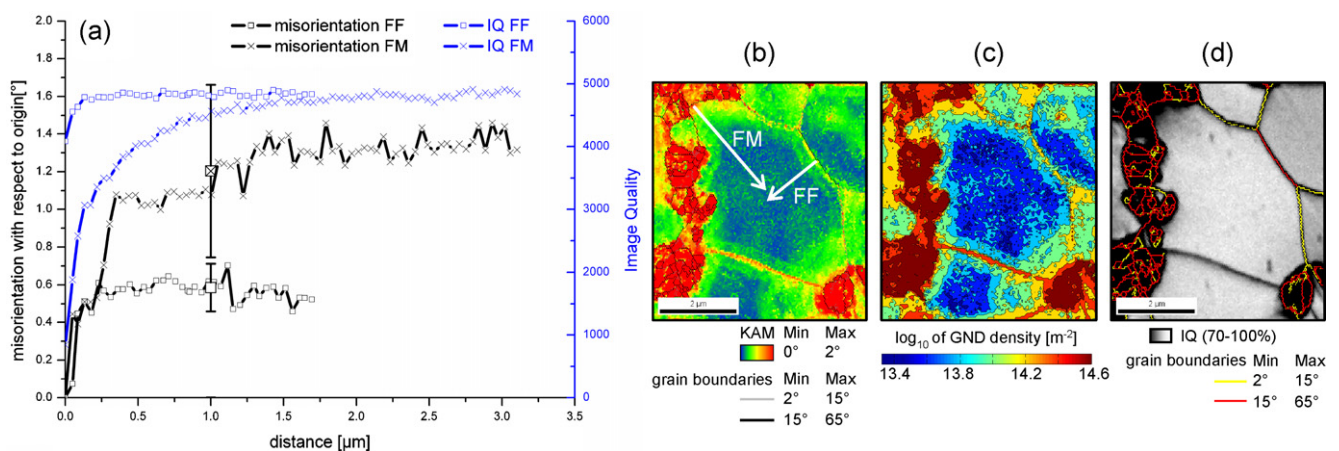 (a)
misorientation FF
misorientation FM
IQ FF
IQ FM
misorientation with respect to origin[°]
2.0
1.8
1.6
1.4
1.2
1.0
0.8
0.6
0.4
0.2
0.0
0.0 0.5 1.0 1.5 2.0 2.5 3.0 3.5
distance [µm]
6000
5000
4000
3000
2000
1000
0
Image Quality
(b)
FM
FF
2 µm
KAM Min Max
0° 2°
grain boundaries Min Max
2° 15°
15° 65°
(c)
log10 of GND density [m-2]
13.4 13.8 14.2 14.6
(d)
2 µm
IQ (70-100%)
grain boundaries Min Max
2° 15°
15° 65°